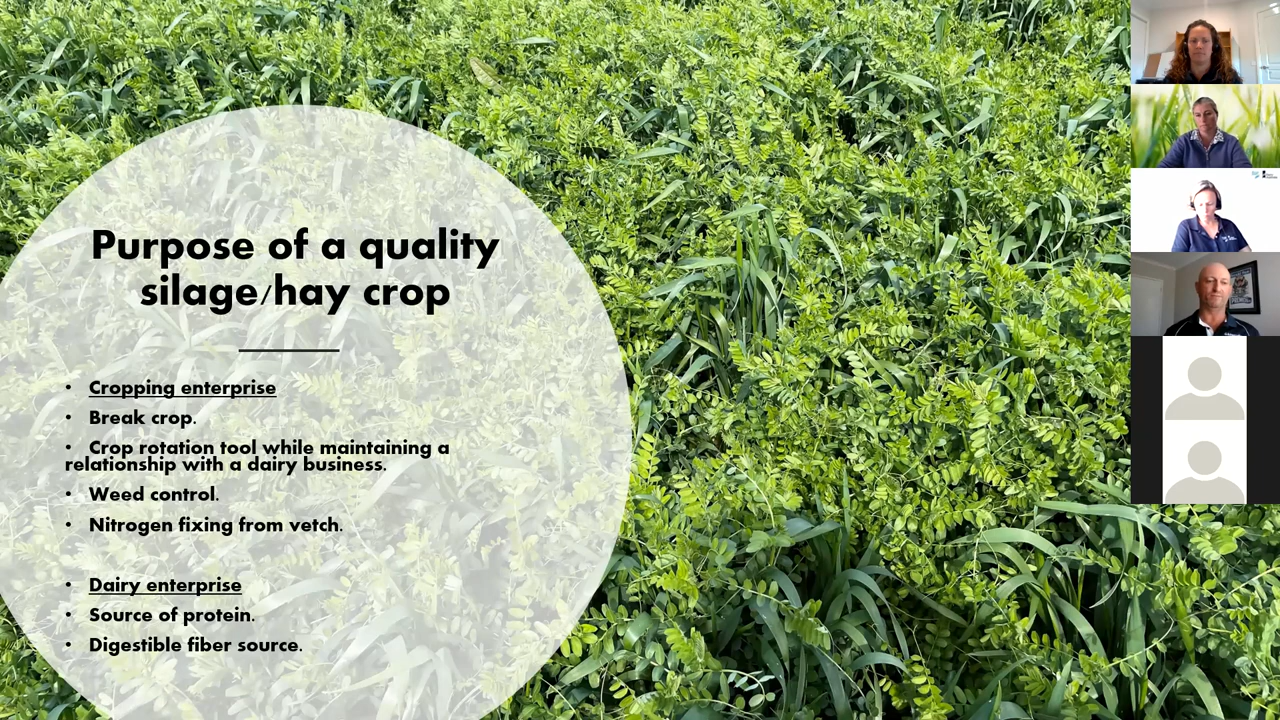 Purpose of a quality
silage/hay crop
• Cropping enterprise
• Break crop.
• Crop rotation tool while maintaining a
relationship with a dairy business.
• Weed control.
• Nitrogen fixing from vetch.
• Dairy enterprise
• Source of protein.
• Digestible fiber source.